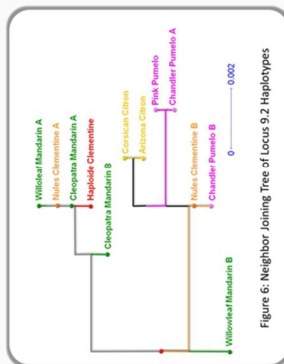 Willoleaf Mandarin A
Nules Clementine A
Cleopatra Mandarin A
Haploide Clementine
Cleopatra Mandarin B
Corsican Citron
Arizona Citron
Pink Pumelo
Chandler Pumelo A
Nules Clementine B
Chandler Pumelo B
Willowleaf Mandarin B
0
0.002
Figure 6: Neighbor Joining Tree of Locus 9.2 Haplotypes